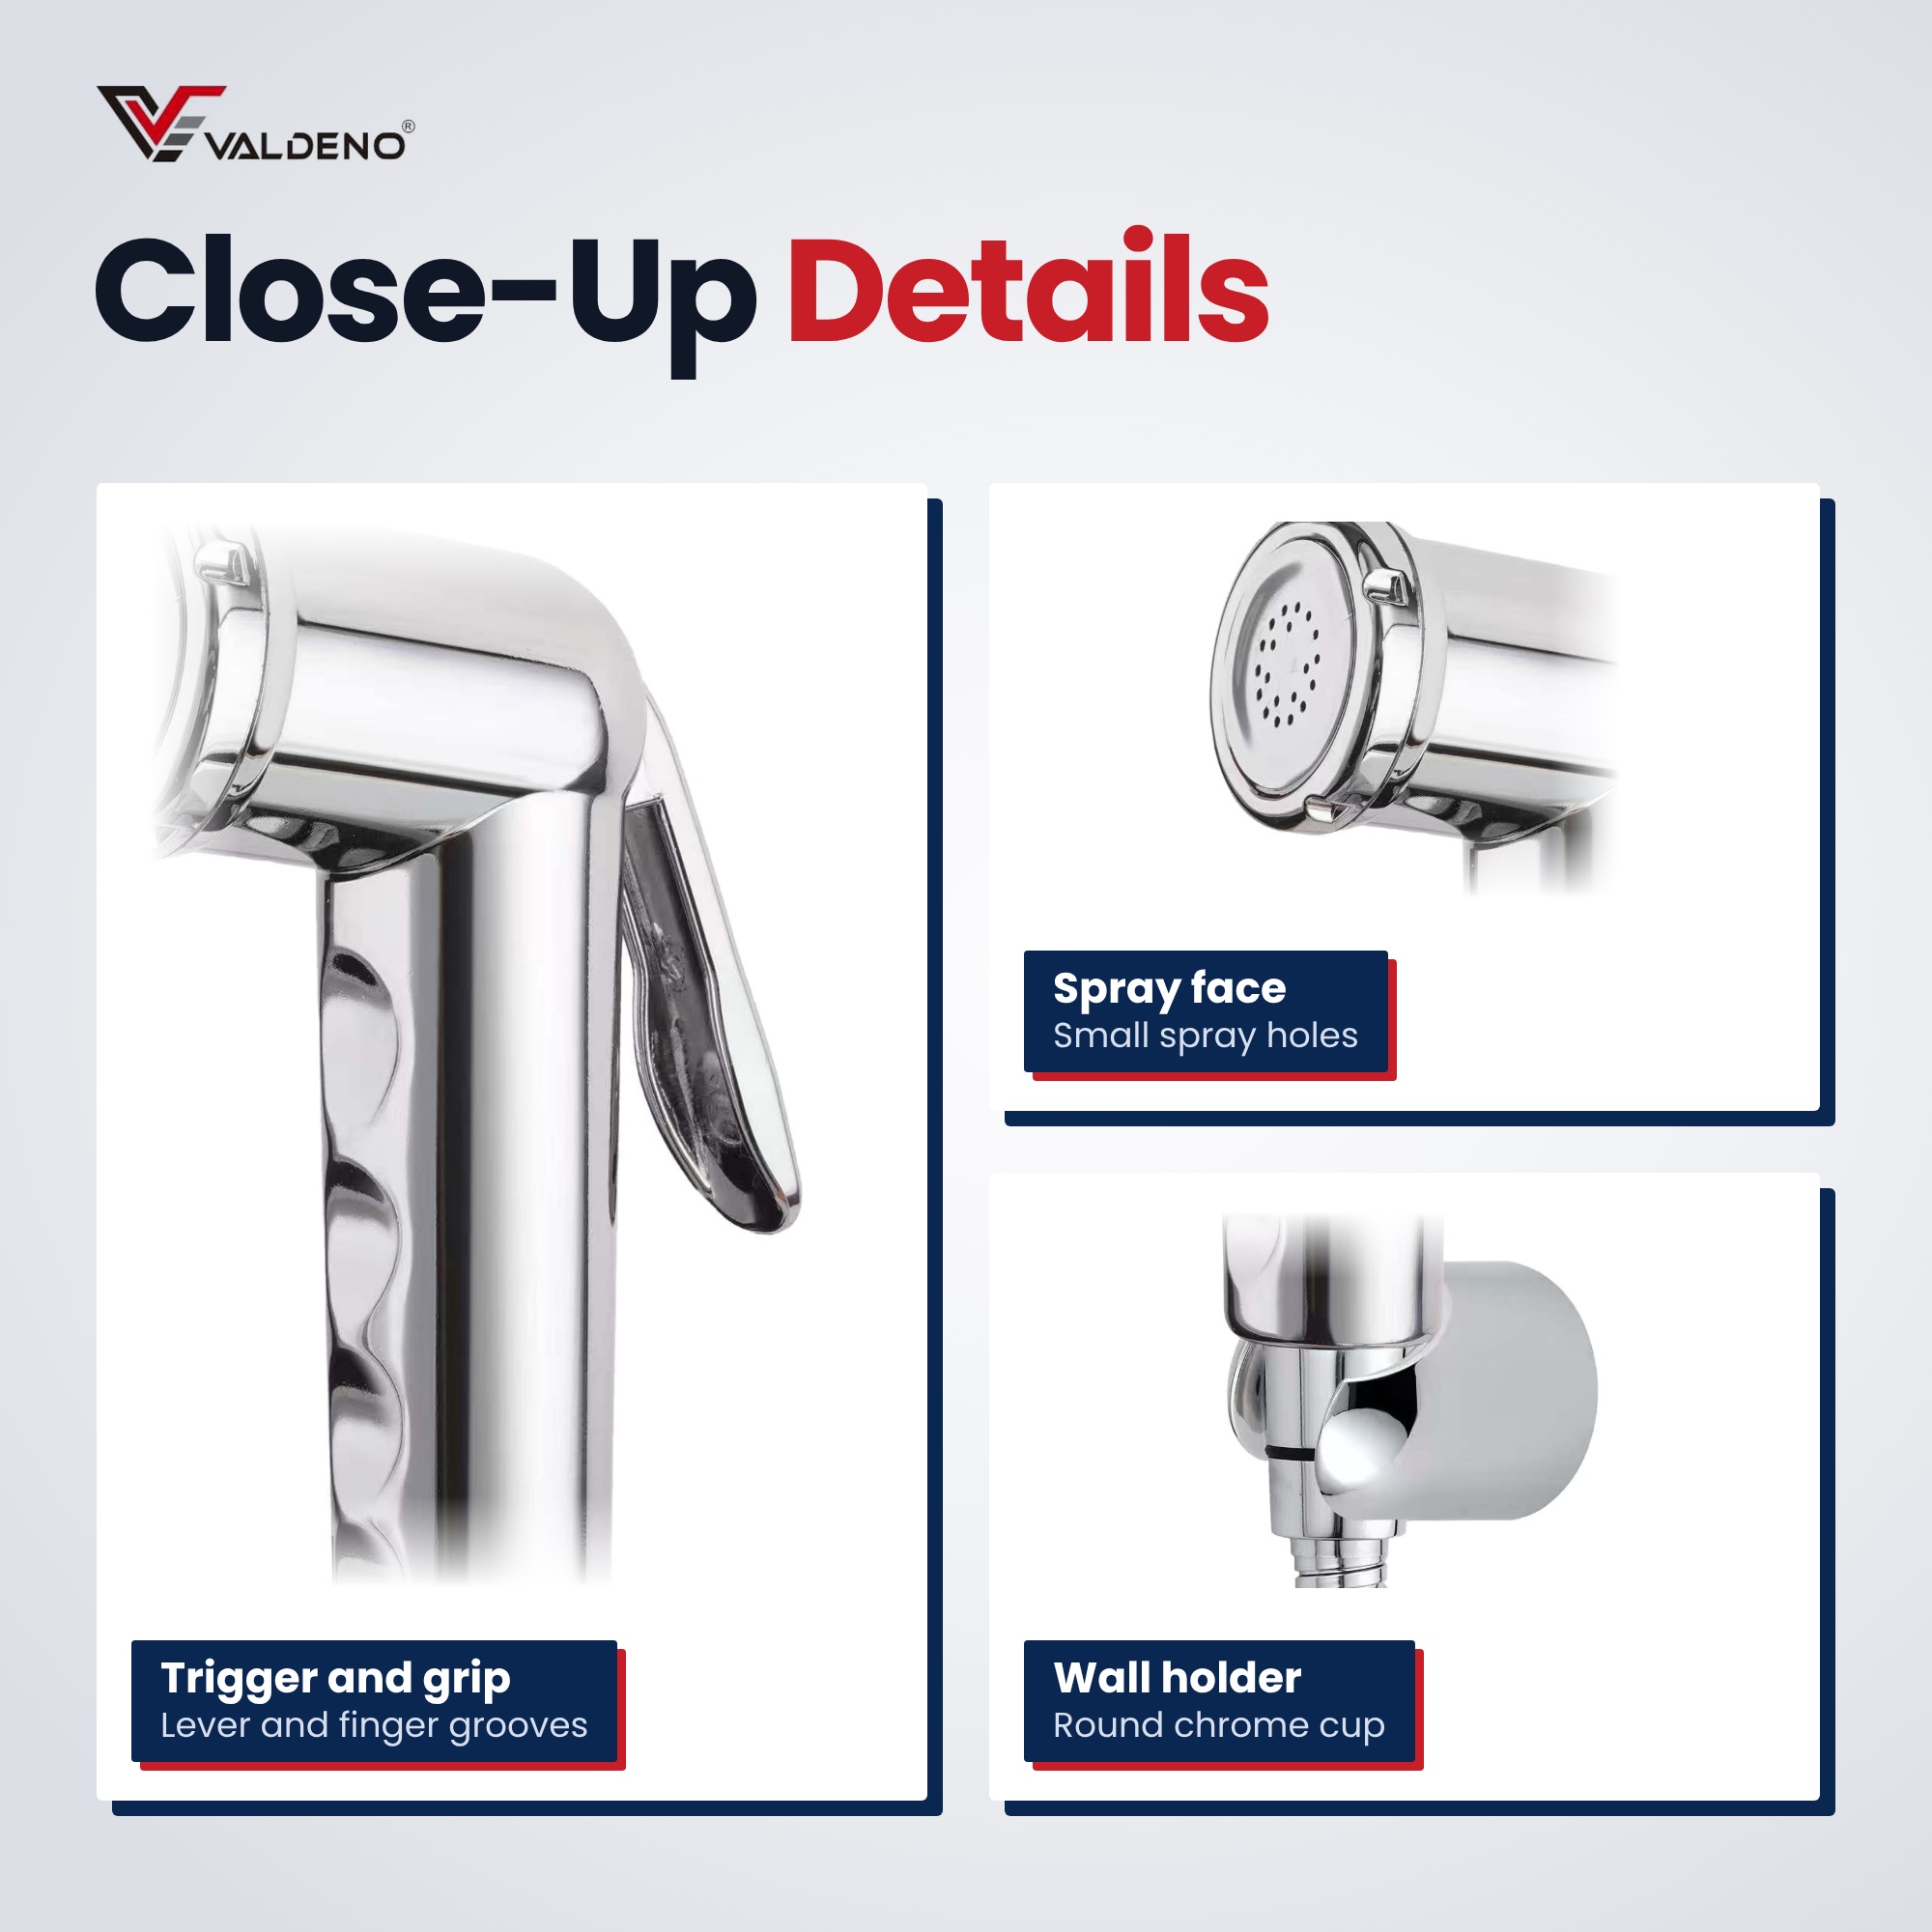 VALDENO®
Close-Up Details
Spray face
Small spray holes
Trigger and grip
Lever and finger grooves
Wall holder
Round chrome cup